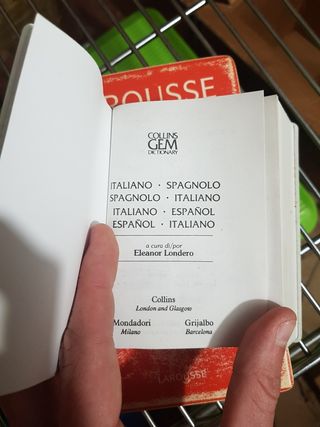 ROUSSE
COLLINS
GEM
DICTIONARY
ITALIANO · SPAGNOLO
SPAGNOLO · ITALIANO
ITALIANO · ESPAÑOL
ESPAÑOL · ITALIANO
a cura di/por
Eleanor Londero
Collins
London and Glasgow
Mondadori Grijalbo
Milano Barcelona
LAROUSSE